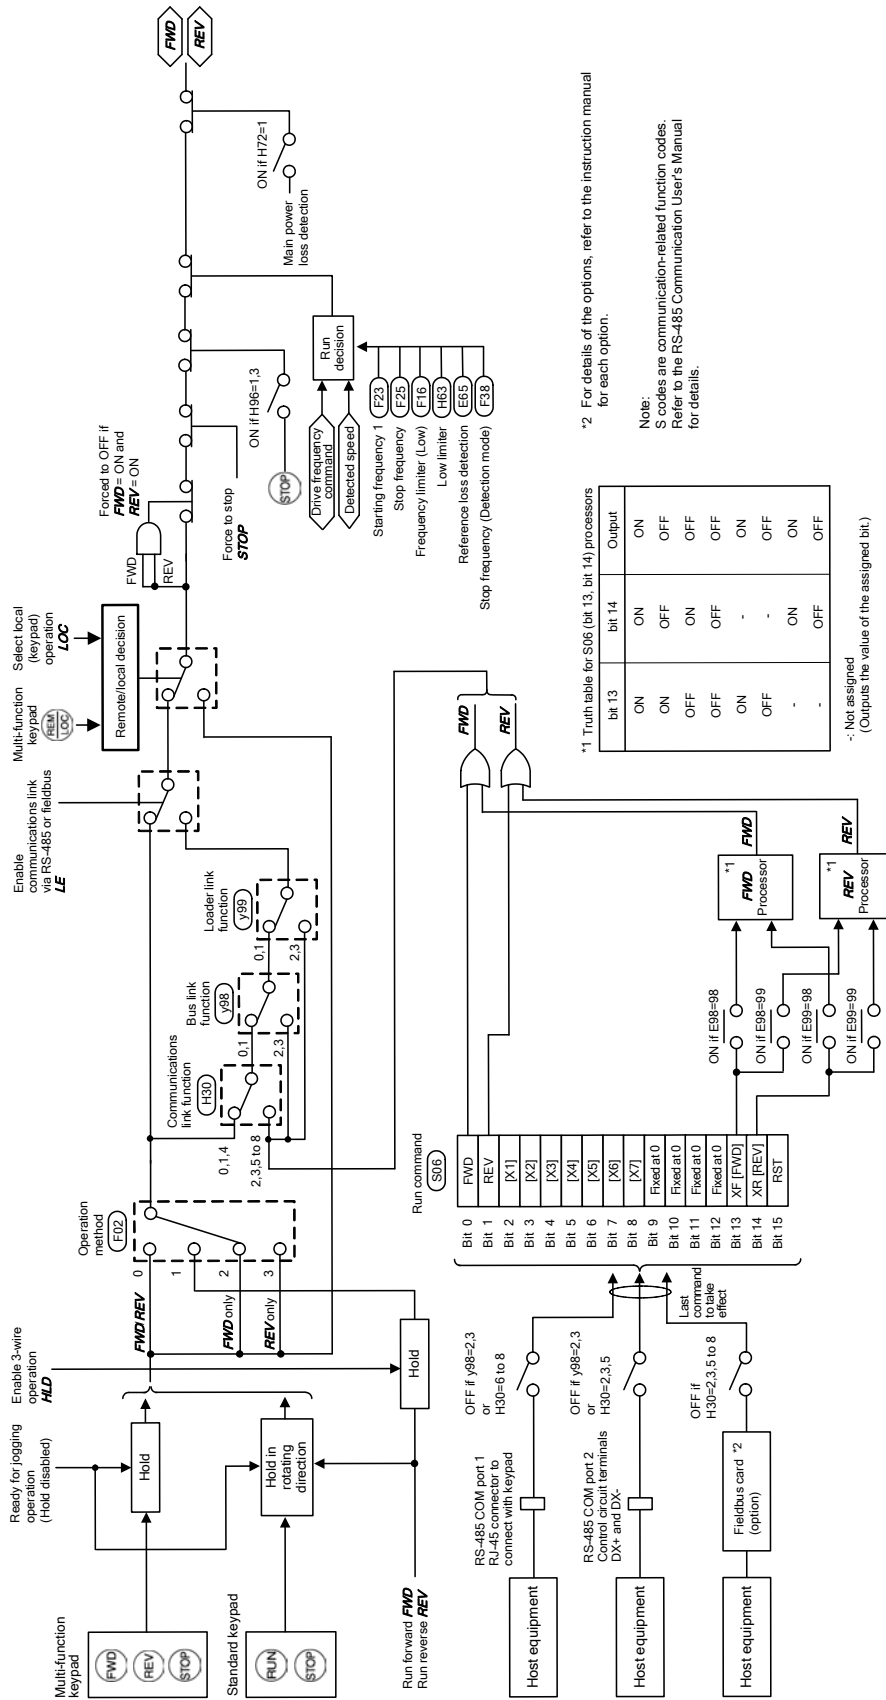 Multi-function
keypad
FWD
REV
STOP
Standard keypad
RUN
STOP
Ready for jogging
operation
(Hold disabled)
Hold
Hold in
rotating
direction
Run forward FWD
Run reverse REV
Enable 3-wire
operation
HLD
Hold
FWD/REV
FWD only
REV only
Operation
method
F02
0
1
2
3
Communications
link function
H30
0,1,4
2,3,5 to 8
Bus link
function
y98
0,1
2,3
Loader link
function
y99
0,1
2,3
Enable
communications link
via RS-485 or fieldbus
LE
Multi-function
keypad
REM
LOC
Select local
(keypad)
operation
LOC
Remote/local decision
FWD
REV
Forced to OFF if
FWD = ON and
REV = ON
Force to stop
STOP
ON if H96=1,3
STOP
Drive frequency
command
Detected speed
Run
decision
Starting frequency 1
F23
Stop frequency
F25
Frequency limiter (Low)
F16
Low limiter
H63
Reference loss detection
E65
Stop frequency (Detection mode)
F38
Main power
loss detection
ON if H72=1
FWD
REV
Host equipment
RS-485 COM port 1
RJ-45 connector to
connect with keypad
OFF if y98=2,3
or
H30=6 to 8
Host equipment
RS-485 COM port 2
Control circuit terminals
DX+ and DX-
OFF if y98=2,3
or
H30=2,3,5
Host equipment
Fieldbus card *2
(option)
OFF if
H30=2,3,5 to 8
Last
command
to take
effect
Run command
S06
Bit 0 FWD
Bit 1 REV
Bit 2 [X1]
Bit 3 [X2]
Bit 4 [X3]
Bit 5 [X4]
Bit 6 [X5]
Bit 7 [X6]
Bit 8 [X7]
Bit 9 Fixed at 0
Bit 10 Fixed at 0
Bit 11 Fixed at 0
Bit 12 Fixed at 0
Bit 13 XF [FWD]
Bit 14 XR [REV]
Bit 15 RST
ON if E98=98
ON if E98=99
ON if E99=98
ON if E99=99
*1
FWD
Processor
*1
REV
Processor
FWD
REV
FWD
REV
*1 Truth table for S06 (bit 13, bit 14) processors
bit 13 bit 14 Output
ON ON ON
ON OFF OFF
OFF ON OFF
OFF OFF OFF
ON - ON
OFF - OFF
- ON ON
- OFF OFF
-: Not assigned
(Outputs the value of the assigned bit.)
*2 For details of the options, refer to the instruction manual
for each option.
Note:
S codes are communication-related function codes.
Refer to the RS-485 Communication User's Manual
for details.